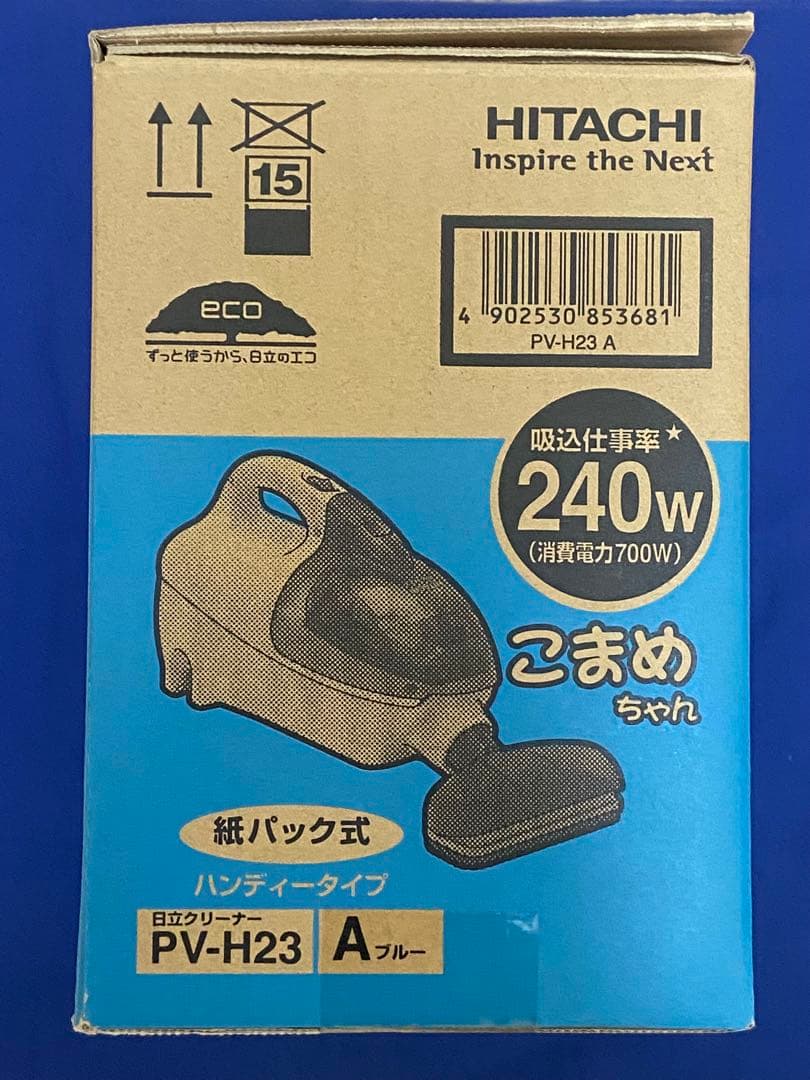 HITACHI
Inspire the Next
15
eco
ずっと使うから、日立のエコ
4 902530 853681
PV-H23 A
吸込仕事率★
240W
(消費電力700W)
こまめ
ちゃん
紙パック式
ハンディータイプ
日立クリーナー
PV-H23
A ブルー